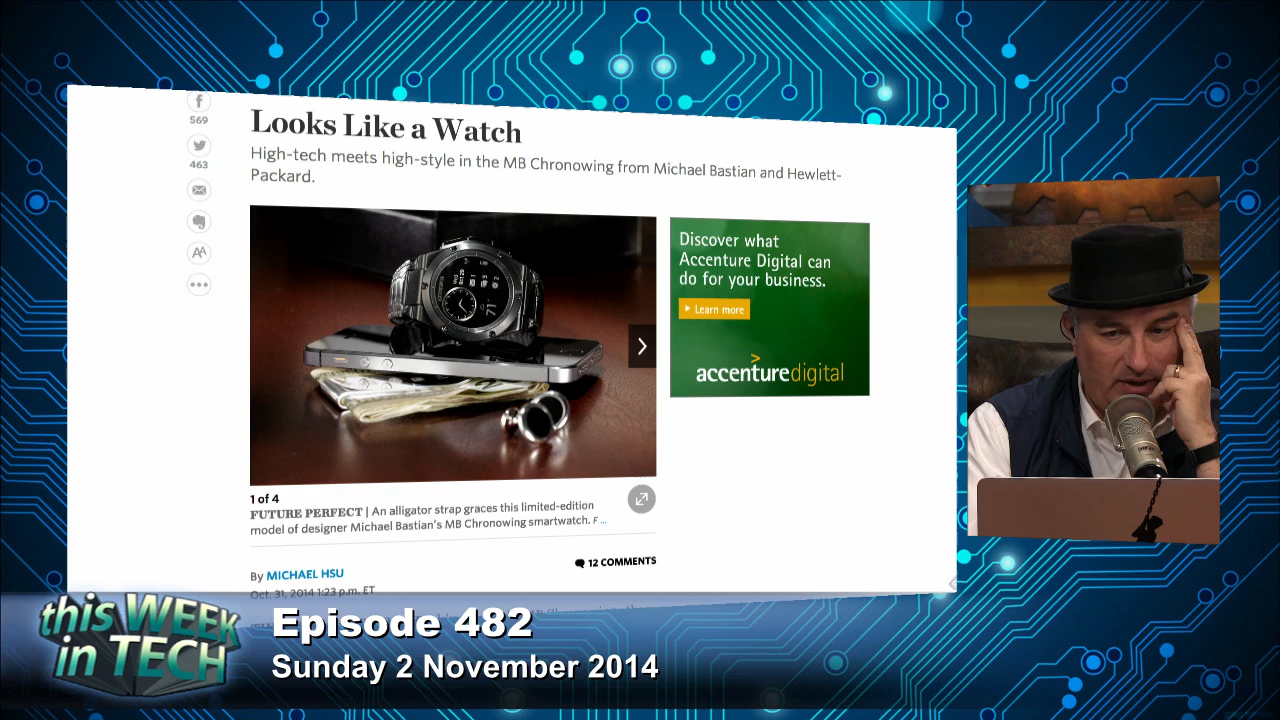 569
463
Looks Like a Watch
High-tech meets high-style in the MB Chronowing from Michael Bastian and Hewlett-
Packard.
Discover what
Accenture Digital can
do for your business.
Learn more
accenturedigital
1 of 4
FUTURE PERFECT | An alligator strap graces this limited-edition
model of designer Michael Bastian's MB Chronowing smartwatch. F ...
12 COMMENTS
By MICHAEL HSU
Oct. 31, 2014 1:23 p.m. ET
this WEEK
in TECH
Episode 482
Sunday 2 November 2014